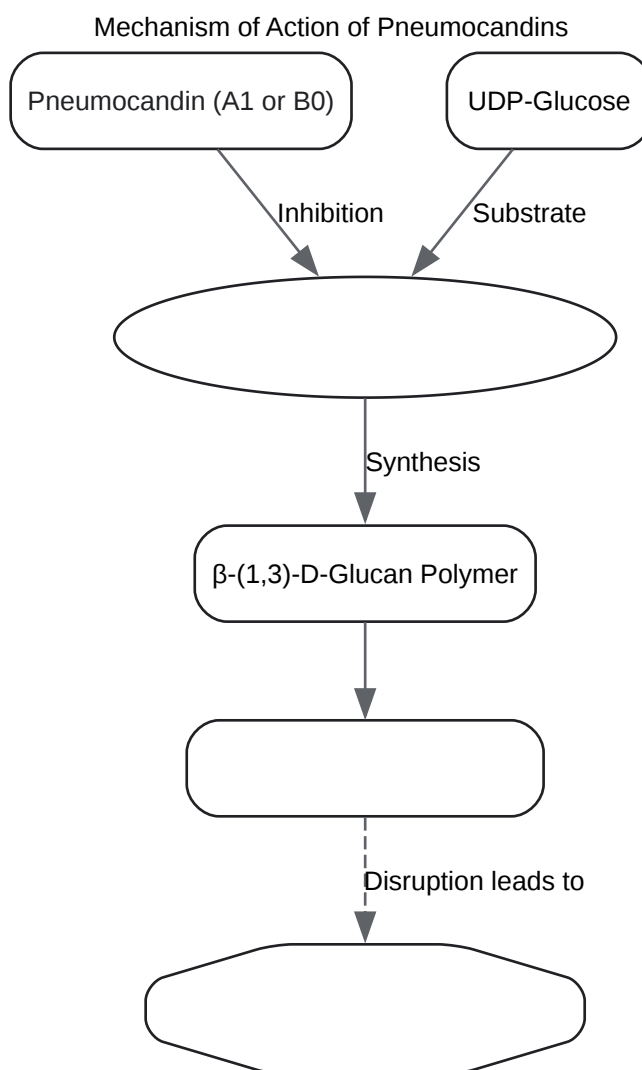 Mechanism of Action of Pneumocandins
Pneumocandin (A1 or B0)
UDP-Glucose
Inhibition
Substrate
Synthesis
β-(1,3)-D-Glucan Polymer
Disruption leads to